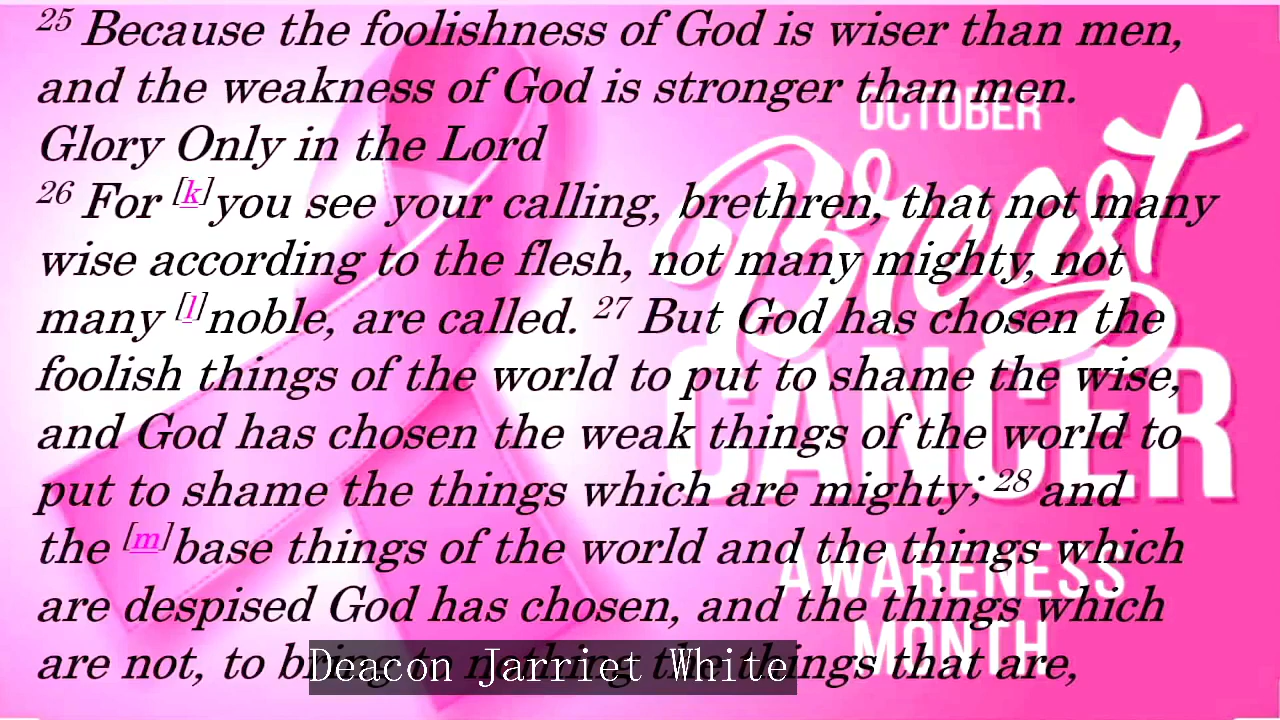 25 Because the foolishness of God is wiser than men,
and the weakness of God is stronger than men.
Glory Only in the Lord
26 For [k]you see your calling, brethren, that not many
wise according to the flesh, not many mighty, not
many [l]noble, are called. 27 But God has chosen the
foolish things of the world to put to shame the wise,
and God has chosen the weak things of the world to
put to shame the things which are mighty; 28 and
the [m]base things of the world and the things which
are despised God has chosen, and the things which
are not, to bring to nothing the things that are,
OCTOBER
Breast
CANCER
AWARENESS
MONTH
Deacon Jarriet White